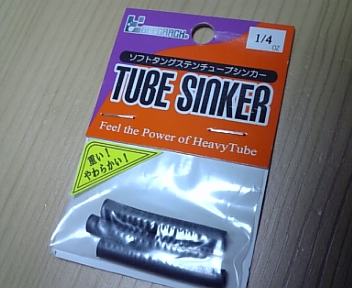 1/4
OZ
ソフトタングステンチューブシンカー
TUBE SINKER
Feel the Power of HeavyTube
重い!
やわらかい!